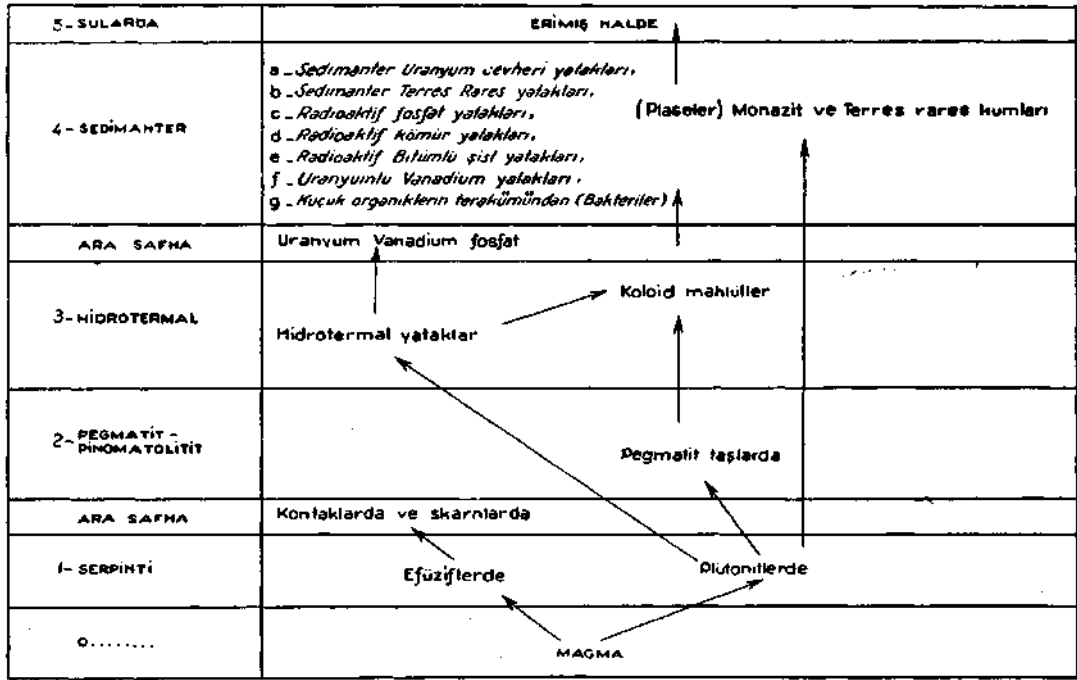 5- SULARDA
ERİMİŞ HALDE
4- SEDİMANTER
a- Sedimanter Uranyum cevheri yatakları,
b- Sedimanter Terres Rares yatakları,
c- Radioaktif fosfat yatakları,
d- Radioaktif kömür yatakları,
e- Radioaktif Bitümlü şist yatakları,
f- Uranyumlu Vanadium yatakları,
g- Kuçuk organiklerin terakümündan (Bakteriler)
(Plaseler) Monazit ve Terres rares kumları
ARA SAFHA
Uranyum Vanadium fosfat
3- HİDROTERMAL
Koloid mahlüller
Hidrotermal yataklar
2- PEGMATİT -
PİNOMATOLİTİT
Pegmatit taşlarda
ARA SAFHA
Kontaklarda ve skarnlarda
1- SERPİNTİ
Efüziflerde
Plütonitlerde
0........
MAGMA